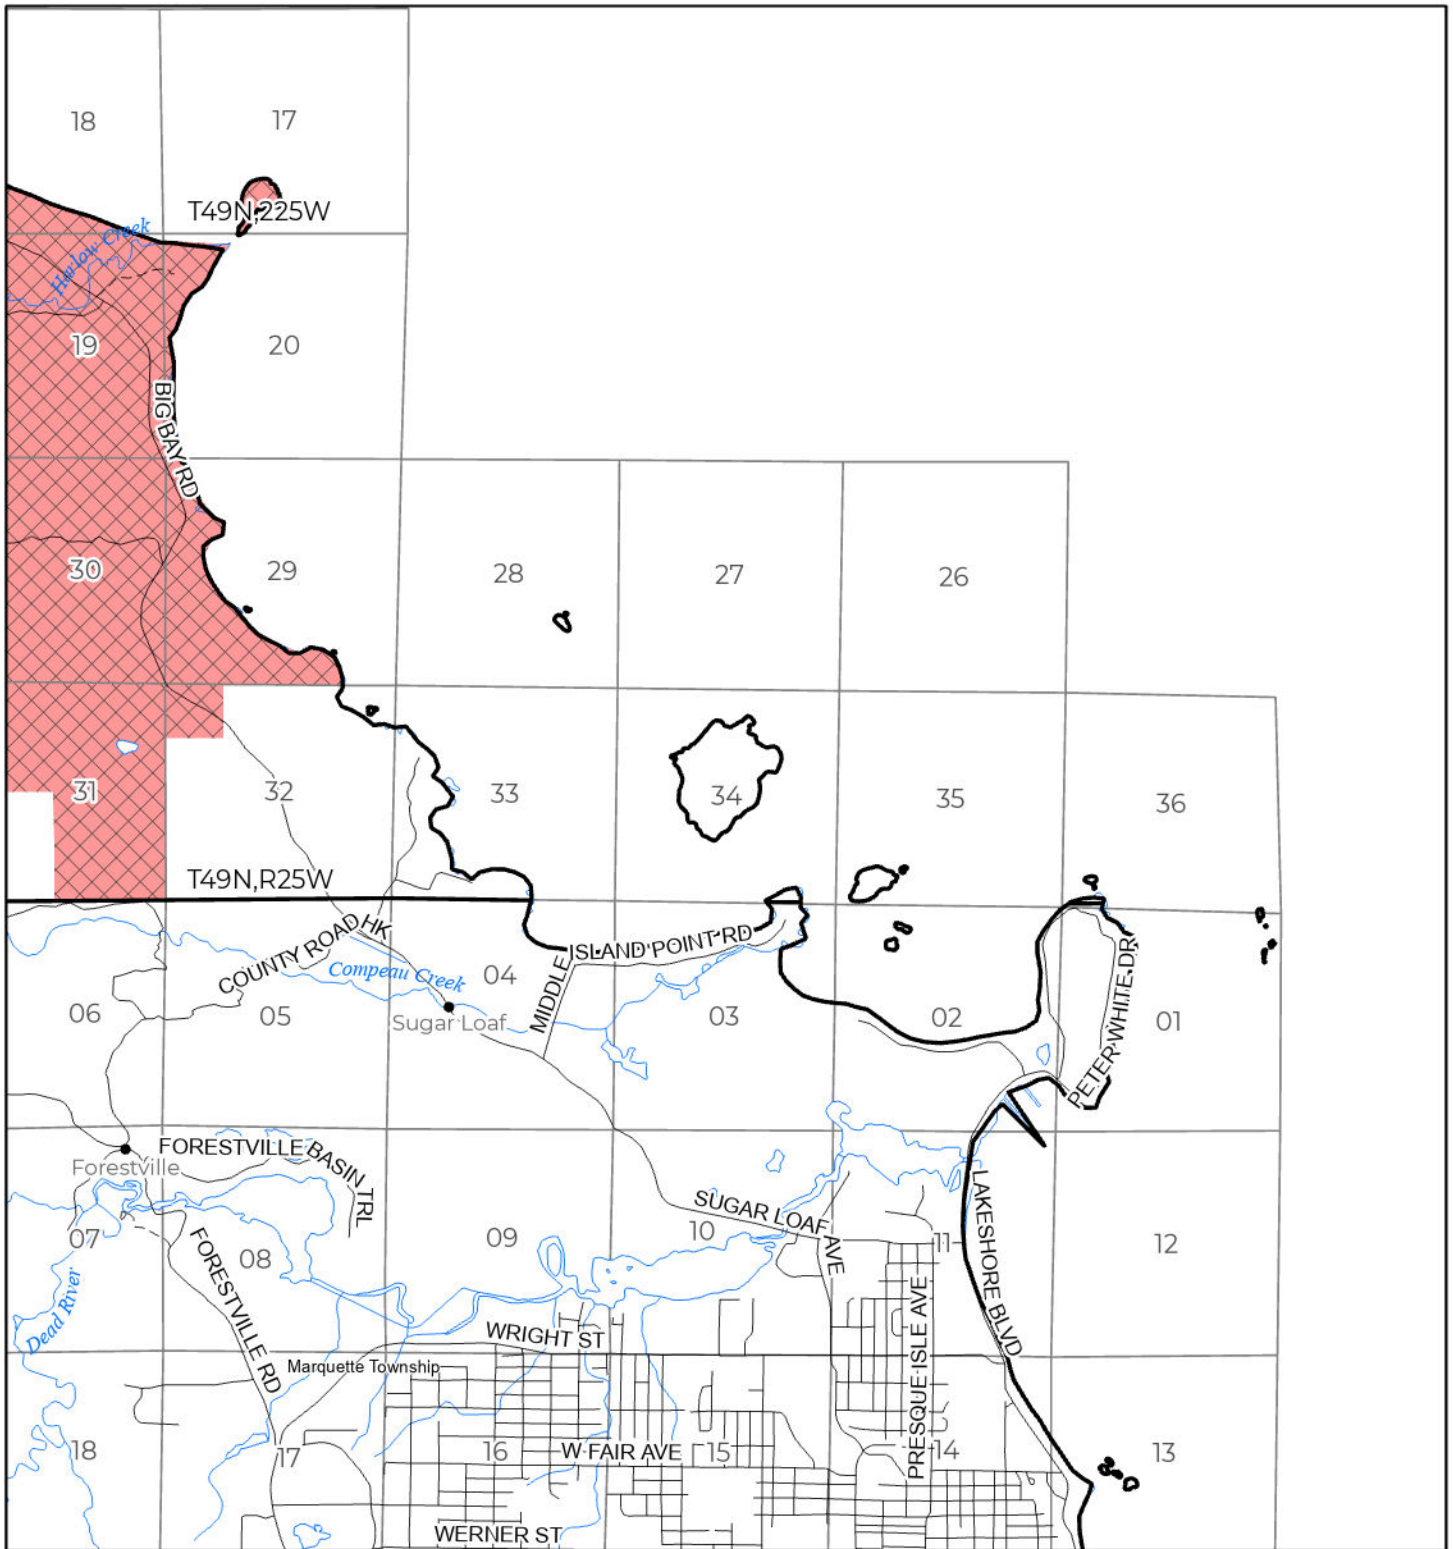 18
17
T49N,225W
Harlow Creek
19
20
BIG BAY RD
30
29
28
27
26
31
32
33
34
35
36
T49N,R25W
COUNTY ROAD HK
MIDDLE ISLAND POINT RD
Compeau Creek
PETER WHITE DR
04
06
05
Sugar Loaf
03
02
01
FORESTVILLE BASIN TRL
Forestville
LAKESHORE BLVD
SUGAR LOAF AVE
07
08
09
10
11
12
FORESTVILLE RD
Dead River
PRESQUE ISLE AVE
WRIGHT ST
Marquette Township
18
17
16
W FAIR AVE
15
14
13
WERNER ST